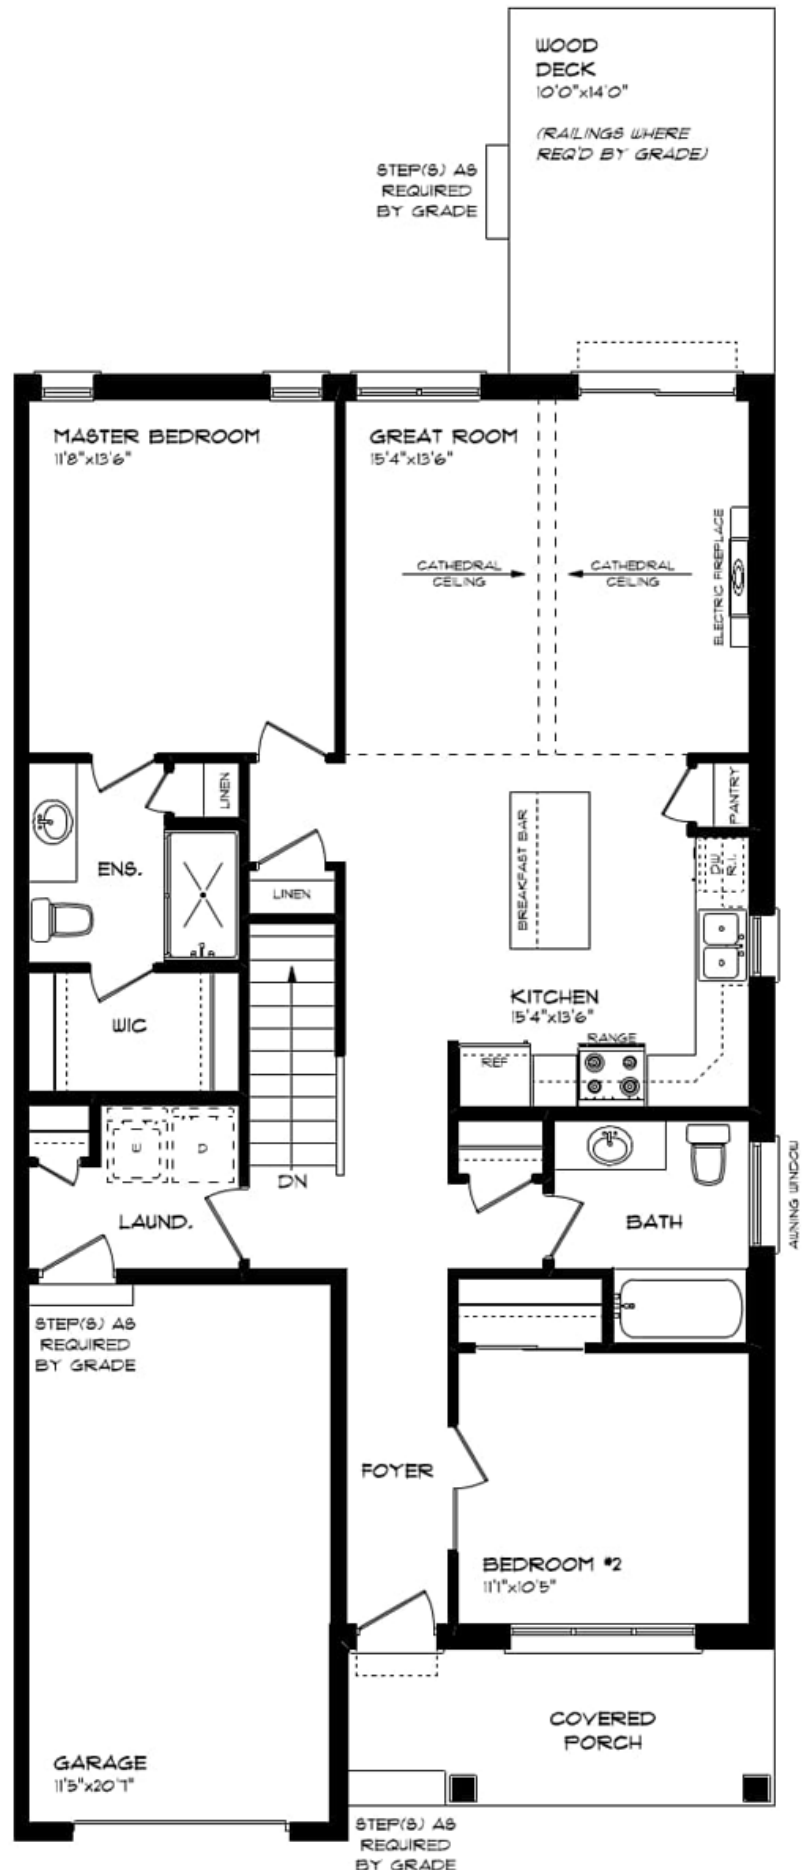 WOOD
DECK
10'0"x14'0"
(RAILINGS WHERE
REQ'D BY GRADE)
STEP(S) AS
REQUIRED
BY GRADE
MASTER BEDROOM
11'8"x13'6"
GREAT ROOM
15'4"x13'6"
CATHEDRAL
CEILING
CATHEDRAL
CEILING
ELECTRIC FIREPLACE
LINEN
PANTRY
BREAKFAST BAR
ENS.
DW
R.I.
LINEN
KITCHEN
15'4"x13'6"
WIC
RANGE
REF
D
DN
LAUND.
BATH
AWNING WINDOW
STEP(S) AS
REQUIRED
BY GRADE
FOYER
BEDROOM #2
11'1"x10'5"
COVERED
PORCH
GARAGE
11'5"x20'7"
STEP(S) AS
REQUIRED
BY GRADE